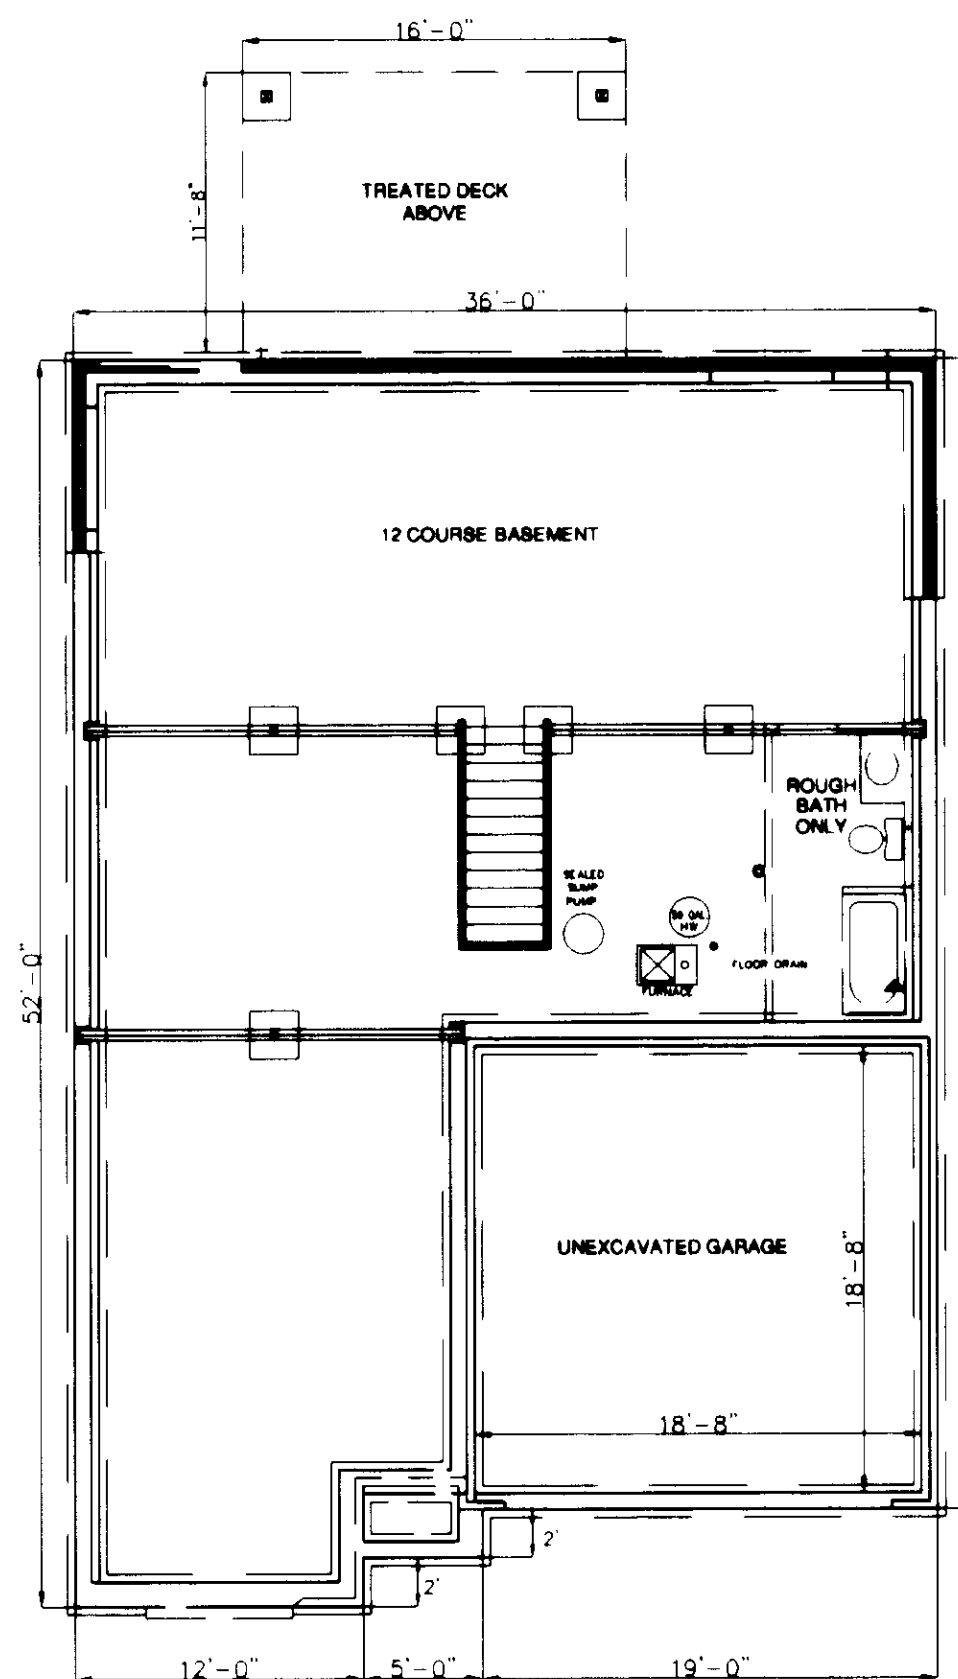 16'-0"
11'-8"
TREATED DECK
ABOVE
36'-0"
12 COURSE BASEMENT
ROUGH
BATH
ONLY
SEALED
SUMP
PUMP
50 GAL.
HW
FLOOR DRAIN
FURNACE
52'-0"
UNEXCAVATED GARAGE
18'-8"
18'-8"
2'
2'
12'-0"
5'-0"
19'-0"